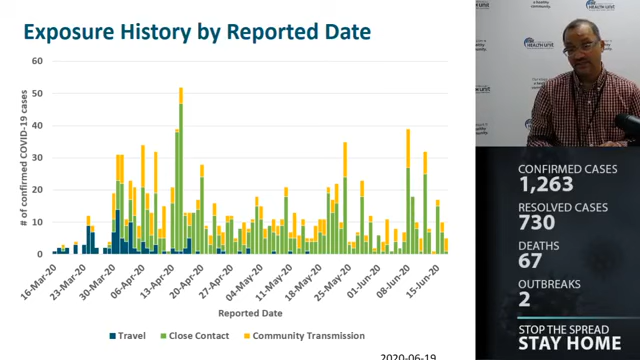 Exposure History by Reported Date
# of confirmed COVID-19 cases
60
50
40
30
20
10
0
16-Mar-20
23-Mar-20
30-Mar-20
06-Apr-20
13-Apr-20
20-Apr-20
27-Apr-20
04-May-20
11-May-20
18-May-20
25-May-20
01-Jun-20
08-Jun-20
15-Jun-20
Reported Date
Travel
Close Contact
Community Transmission
2020-06-19
HEALTH UNIT
CONFIRMED CASES
1,263
RESOLVED CASES
730
DEATHS
67
OUTBREAKS
2
STOP THE SPREAD
STAY HOME